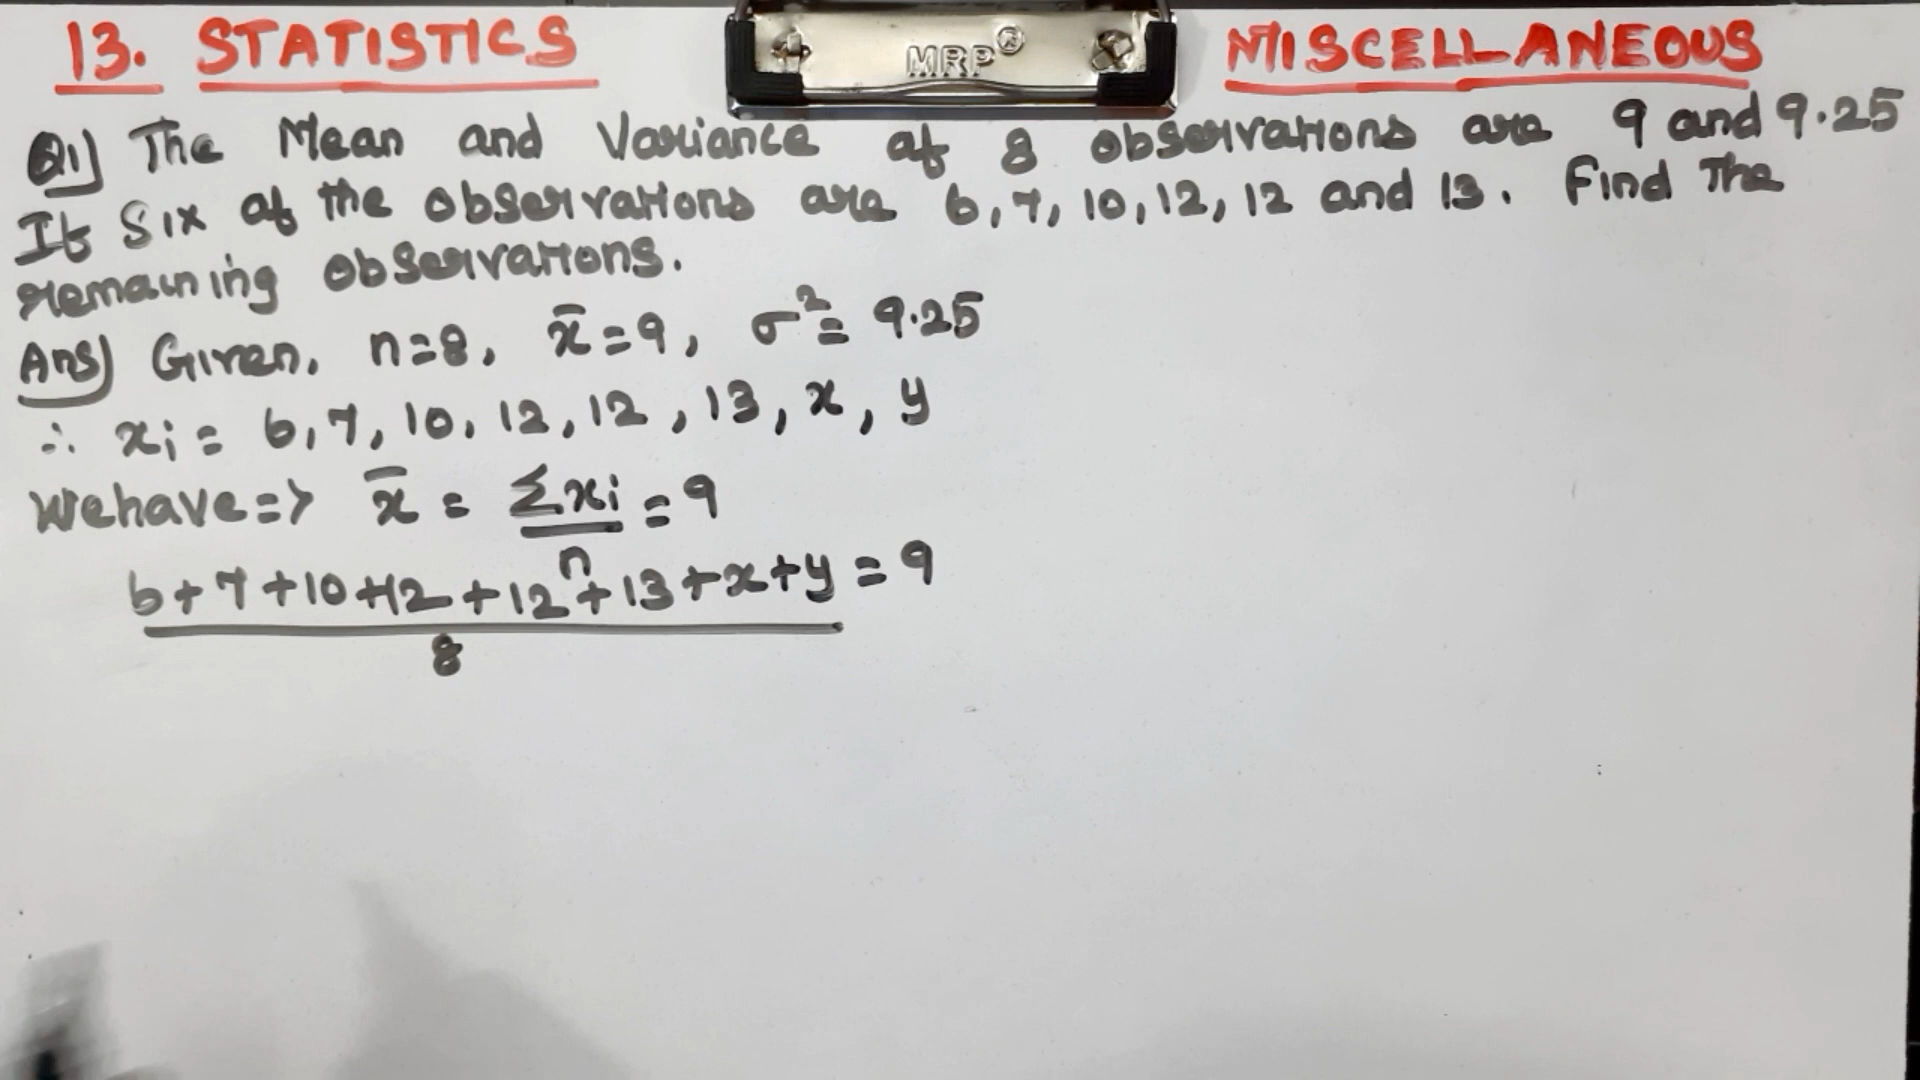 13. STATISTICS
MRP®
MISCELLANEOUS
Q1) The Mean and Variance of 8 observations are 9 and 9.25
If Six of the observations are 6, 7, 10, 12, 12 and 13. Find The
remaining observations.
Ans) Given, n=8, x̄=9, σ²= 9.25
∴ xi = 6, 7, 10, 12, 12, 13, x, y
We have => x̄ = Σxi/n = 9
6+7+10+12+12+13+x+y = 9
8